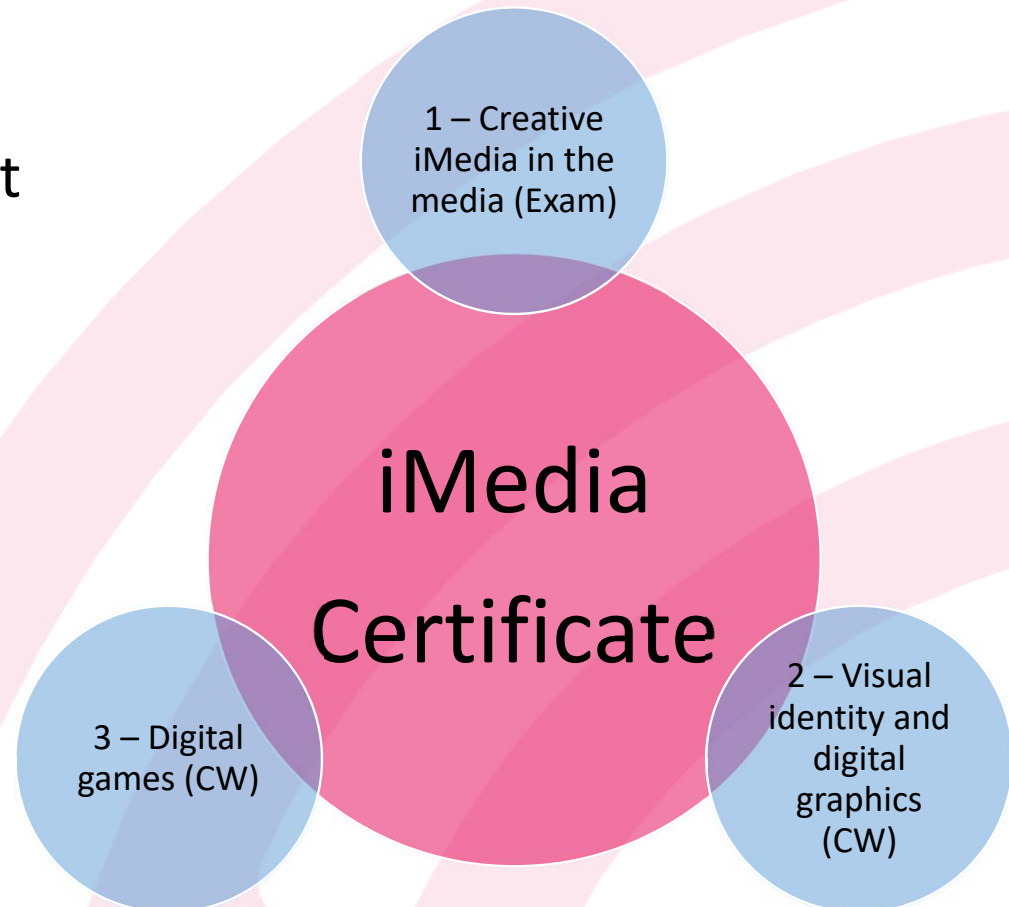 1 – Creative
iMedia in the
media (Exam)
t
iMedia
Certificate
2 – Visual
identity and
digital
graphics
(CW)
3 – Digital
games (CW)